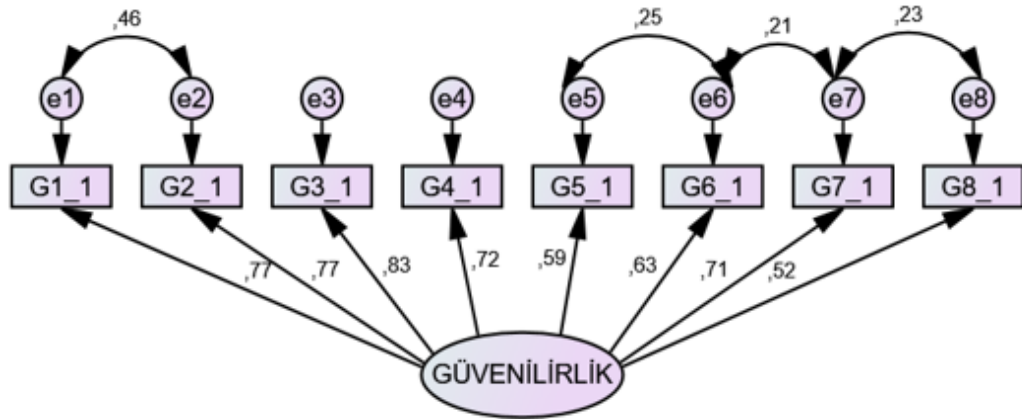 ,46 ,25 ,21 ,23
e1 e2 e3 e4 e5 e6 e7 e8
G1_1 G2_1 G3_1 G4_1 G5_1 G6_1 G7_1 G8_1
,77 ,77 ,83 ,72 ,59 ,63 ,71 ,52
GÜVENİLİRLİK